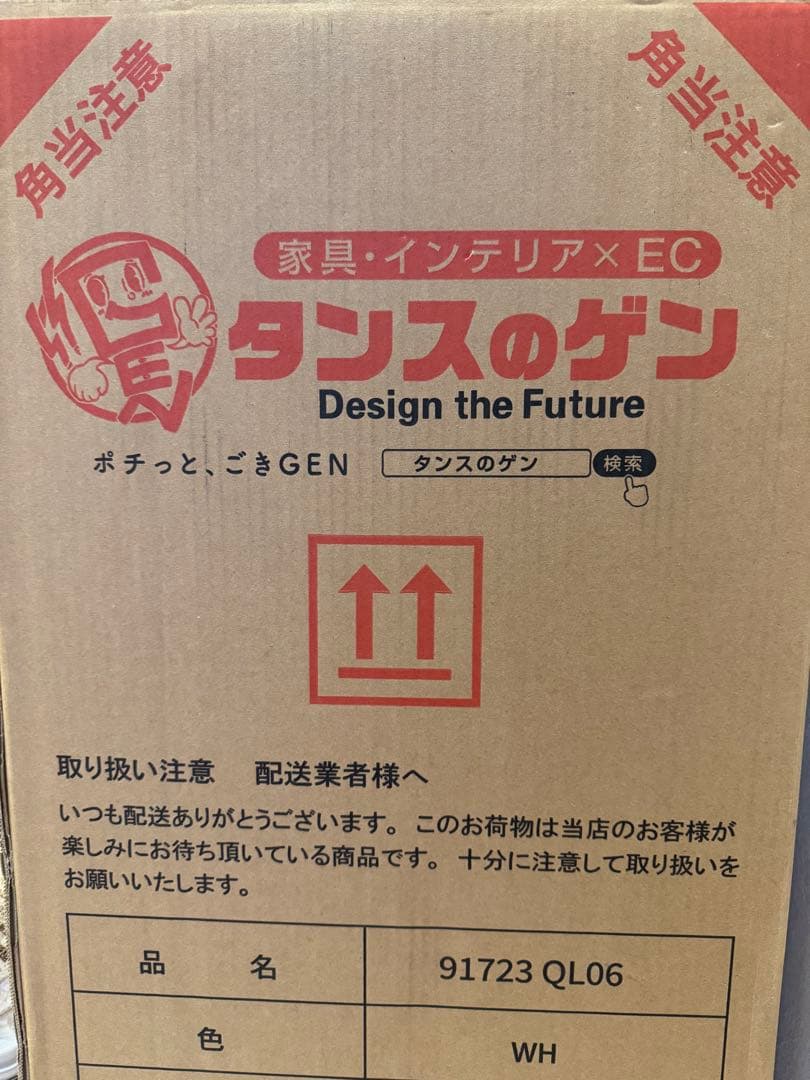 角当注意
角当注意
家具・インテリア×EC
GEN
タンスのゲン
Design the Future
ポチっと、ごきGEN
タンスのゲン 検索
取り扱い注意 配送業者様へ
いつも配送ありがとうございます。このお荷物は当店のお客様が
楽しみにお待ち頂いている商品です。十分に注意して取り扱いを
お願いいたします。
品名 91723 QL06
色 WH